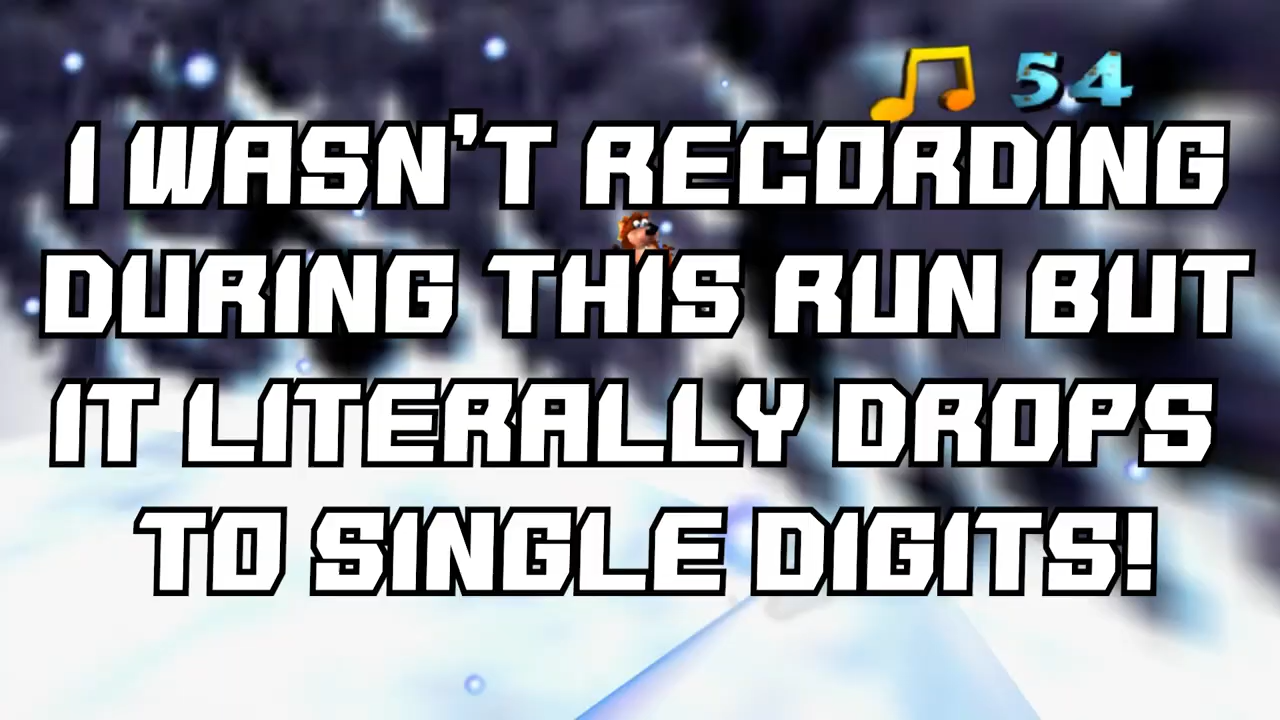 54
I WASN'T RECORDING
DURING THIS RUN BUT
IT LITERALLY DROPS
TO SINGLE DIGITS!